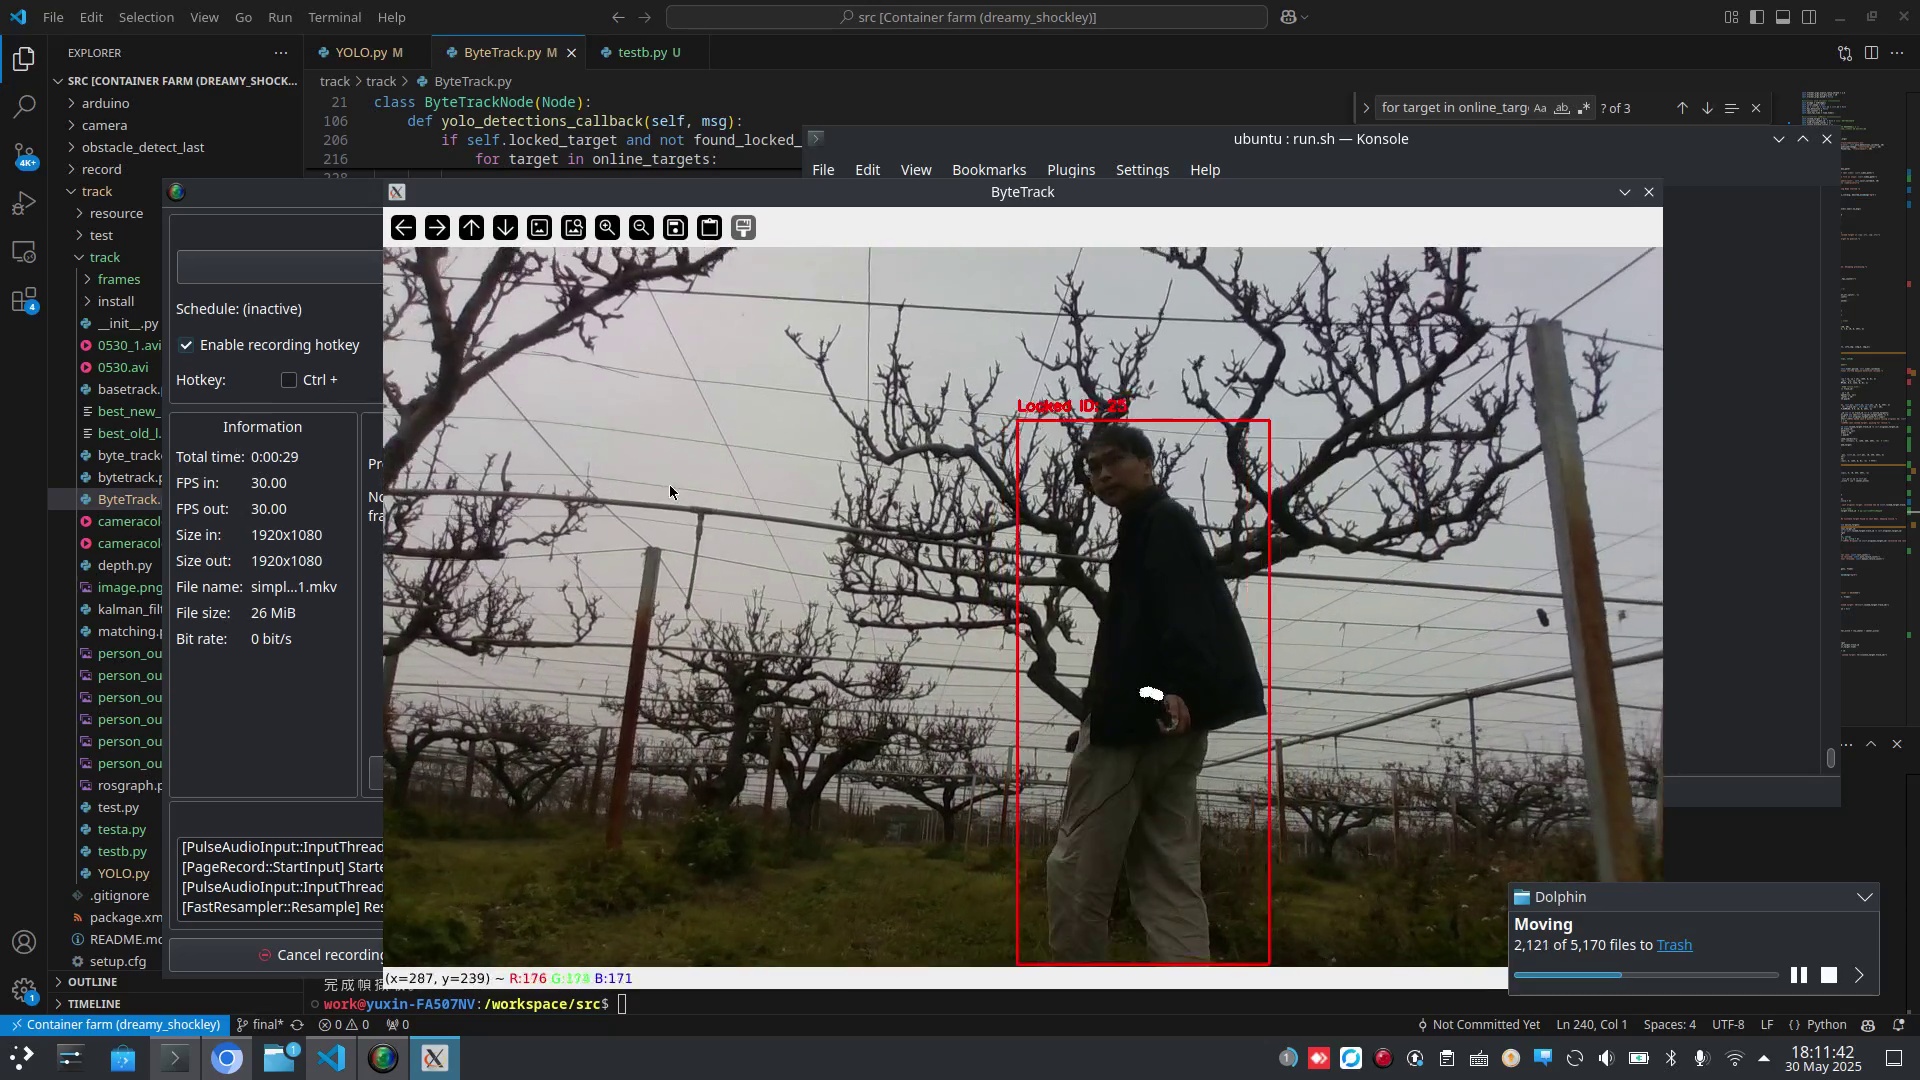 File Edit Selection View Go Run Terminal Help
src [Container farm (dreamy_shockley)]
EXPLORER
YOLO.py M
ByteTrack.py M
testb.py U
SRC [CONTAINER FARM (DREAMY_SHOCK...
track > track > ByteTrack.py
arduino
camera
obstacle_detect_last
record
track
resource
test
track
frames
install
__init__.py
0530_1.avi
0530.avi
basetrack.
best_new_
best_old_l.
byte_track
bytetrack.p
ByteTrack.
cameracol
cameracol
depth.py
image.png
kalman_filt
matching.p
person_ou
person_ou
person_ou
person_ou
person_ou
person_ou
rosgraph.p
test.py
testa.py
testb.py
YOLO.py
.gitignore
package.xm
README.md
setup.cfg
OUTLINE
TIMELINE
21 class ByteTrackNode(Node):
106 def yolo_detections_callback(self, msg):
206 if self.locked_target and not found_locked_
216 for target in online_targets:
for target in online_targ
Aa ab .*
? of 3
ubuntu : run.sh — Konsole
File Edit View Bookmarks Plugins Settings Help
ByteTrack
Schedule: (inactive)
Enable recording hotkey
Hotkey: Ctrl +
Information
Total time: 0:00:29
FPS in: 30.00
FPS out: 30.00
Size in: 1920x1080
Size out: 1920x1080
File name: simpl...1.mkv
File size: 26 MiB
Bit rate: 0 bit/s
Pr
No
fra
[PulseAudioInput::InputThread
[PageRecord::StartInput] Starte
[PulseAudioInput::InputThread
[FastResampler::Resample] Res
Cancel recording
Locked ID: 25
(x=287, y=239) ~ R:176 G:174 B:171
work@yuxin-FA507NV:/workspace/src$
Dolphin
Moving
2,121 of 5,170 files to Trash
4K+
4
1
Container farm (dreamy_shockley)
final*
0 0
0
Not Committed Yet
Ln 240, Col 1
Spaces: 4
UTF-8
LF
{} Python
1
1
18:11:42
30 May 2025